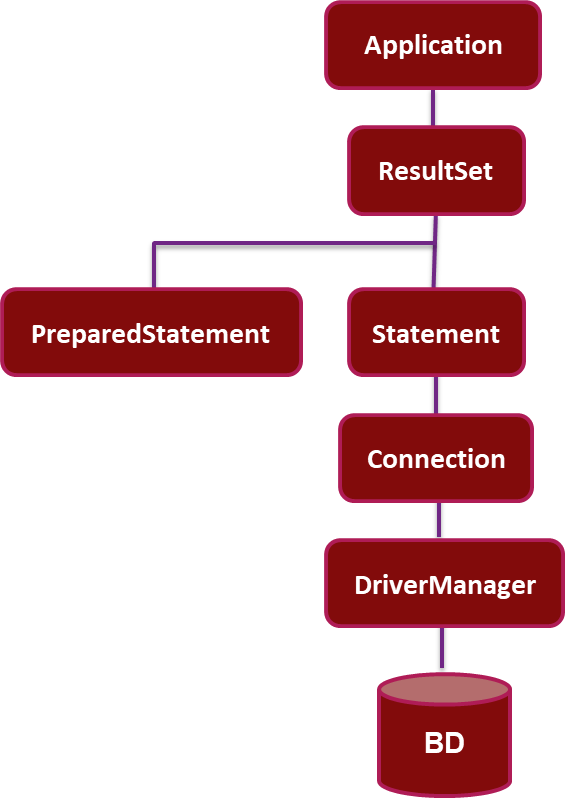 Application
ResultSet
PreparedStatement
Statement
Connection
DriverManager
BD